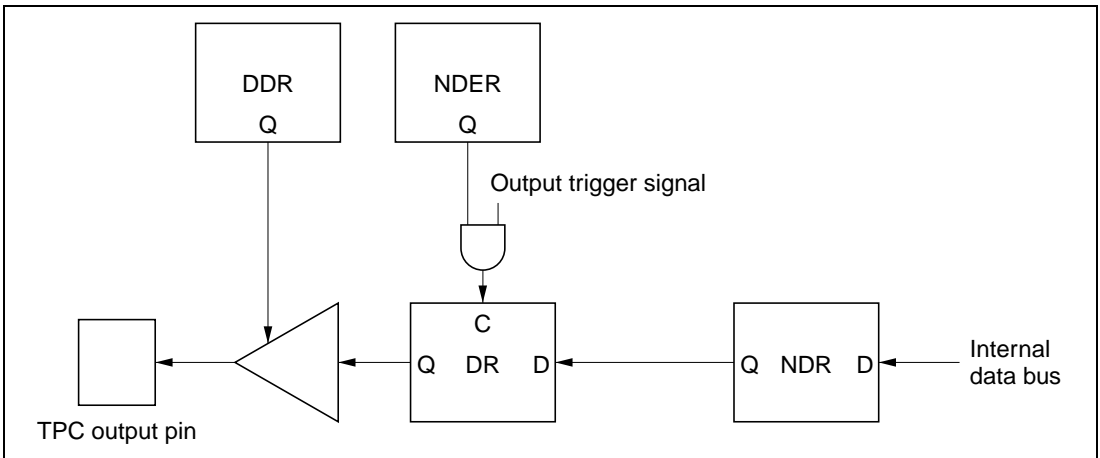 DDR
Q
NDER
Q
Output trigger signal
C
Q DR D
Q NDR D
Internal
data bus
TPC output pin